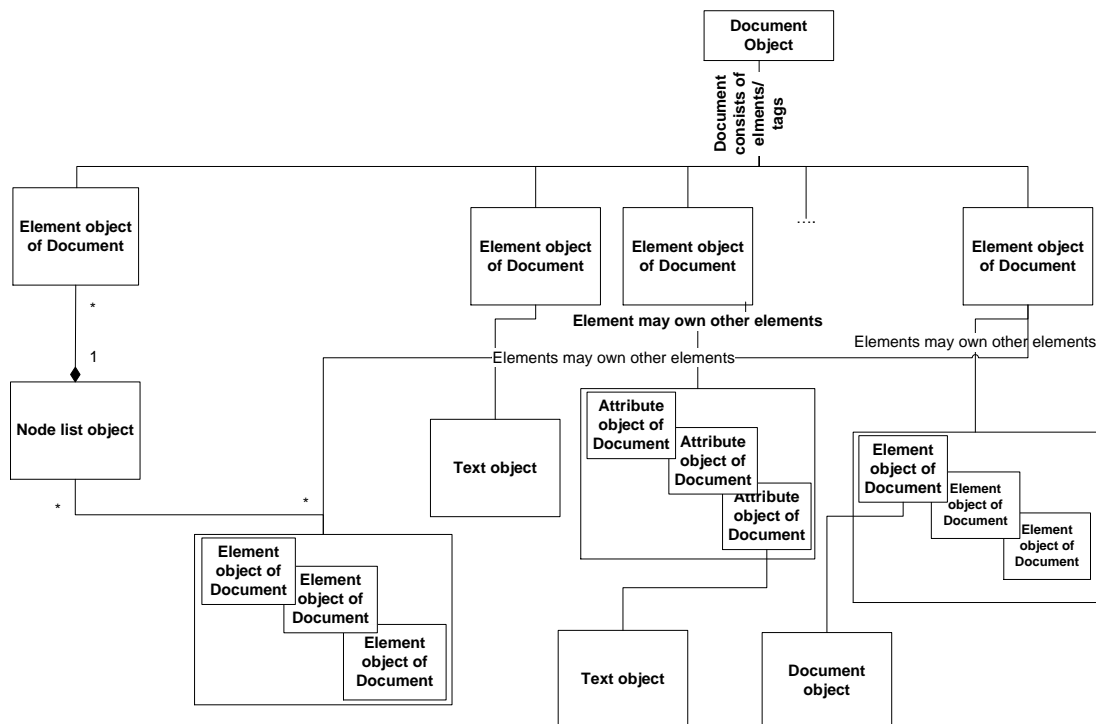 Document
Object
Document
consists of
elments/
tags
Element object
of Document
Element object
of Document
Element object
of Document
....
Element object
of Document
*
1
Element may own other elements
Elements may own other elements
Elements may own other elements
Node list object
Text object
Attribute
object of
Document
Attribute
object of
Document
Attribute
object of
Document
Element
object of
Document
Element
object of
Document
Element
object of
Document
*
*
Element
object of
Document
Element
object of
Document
Element
object of
Document
Text object
Document
object